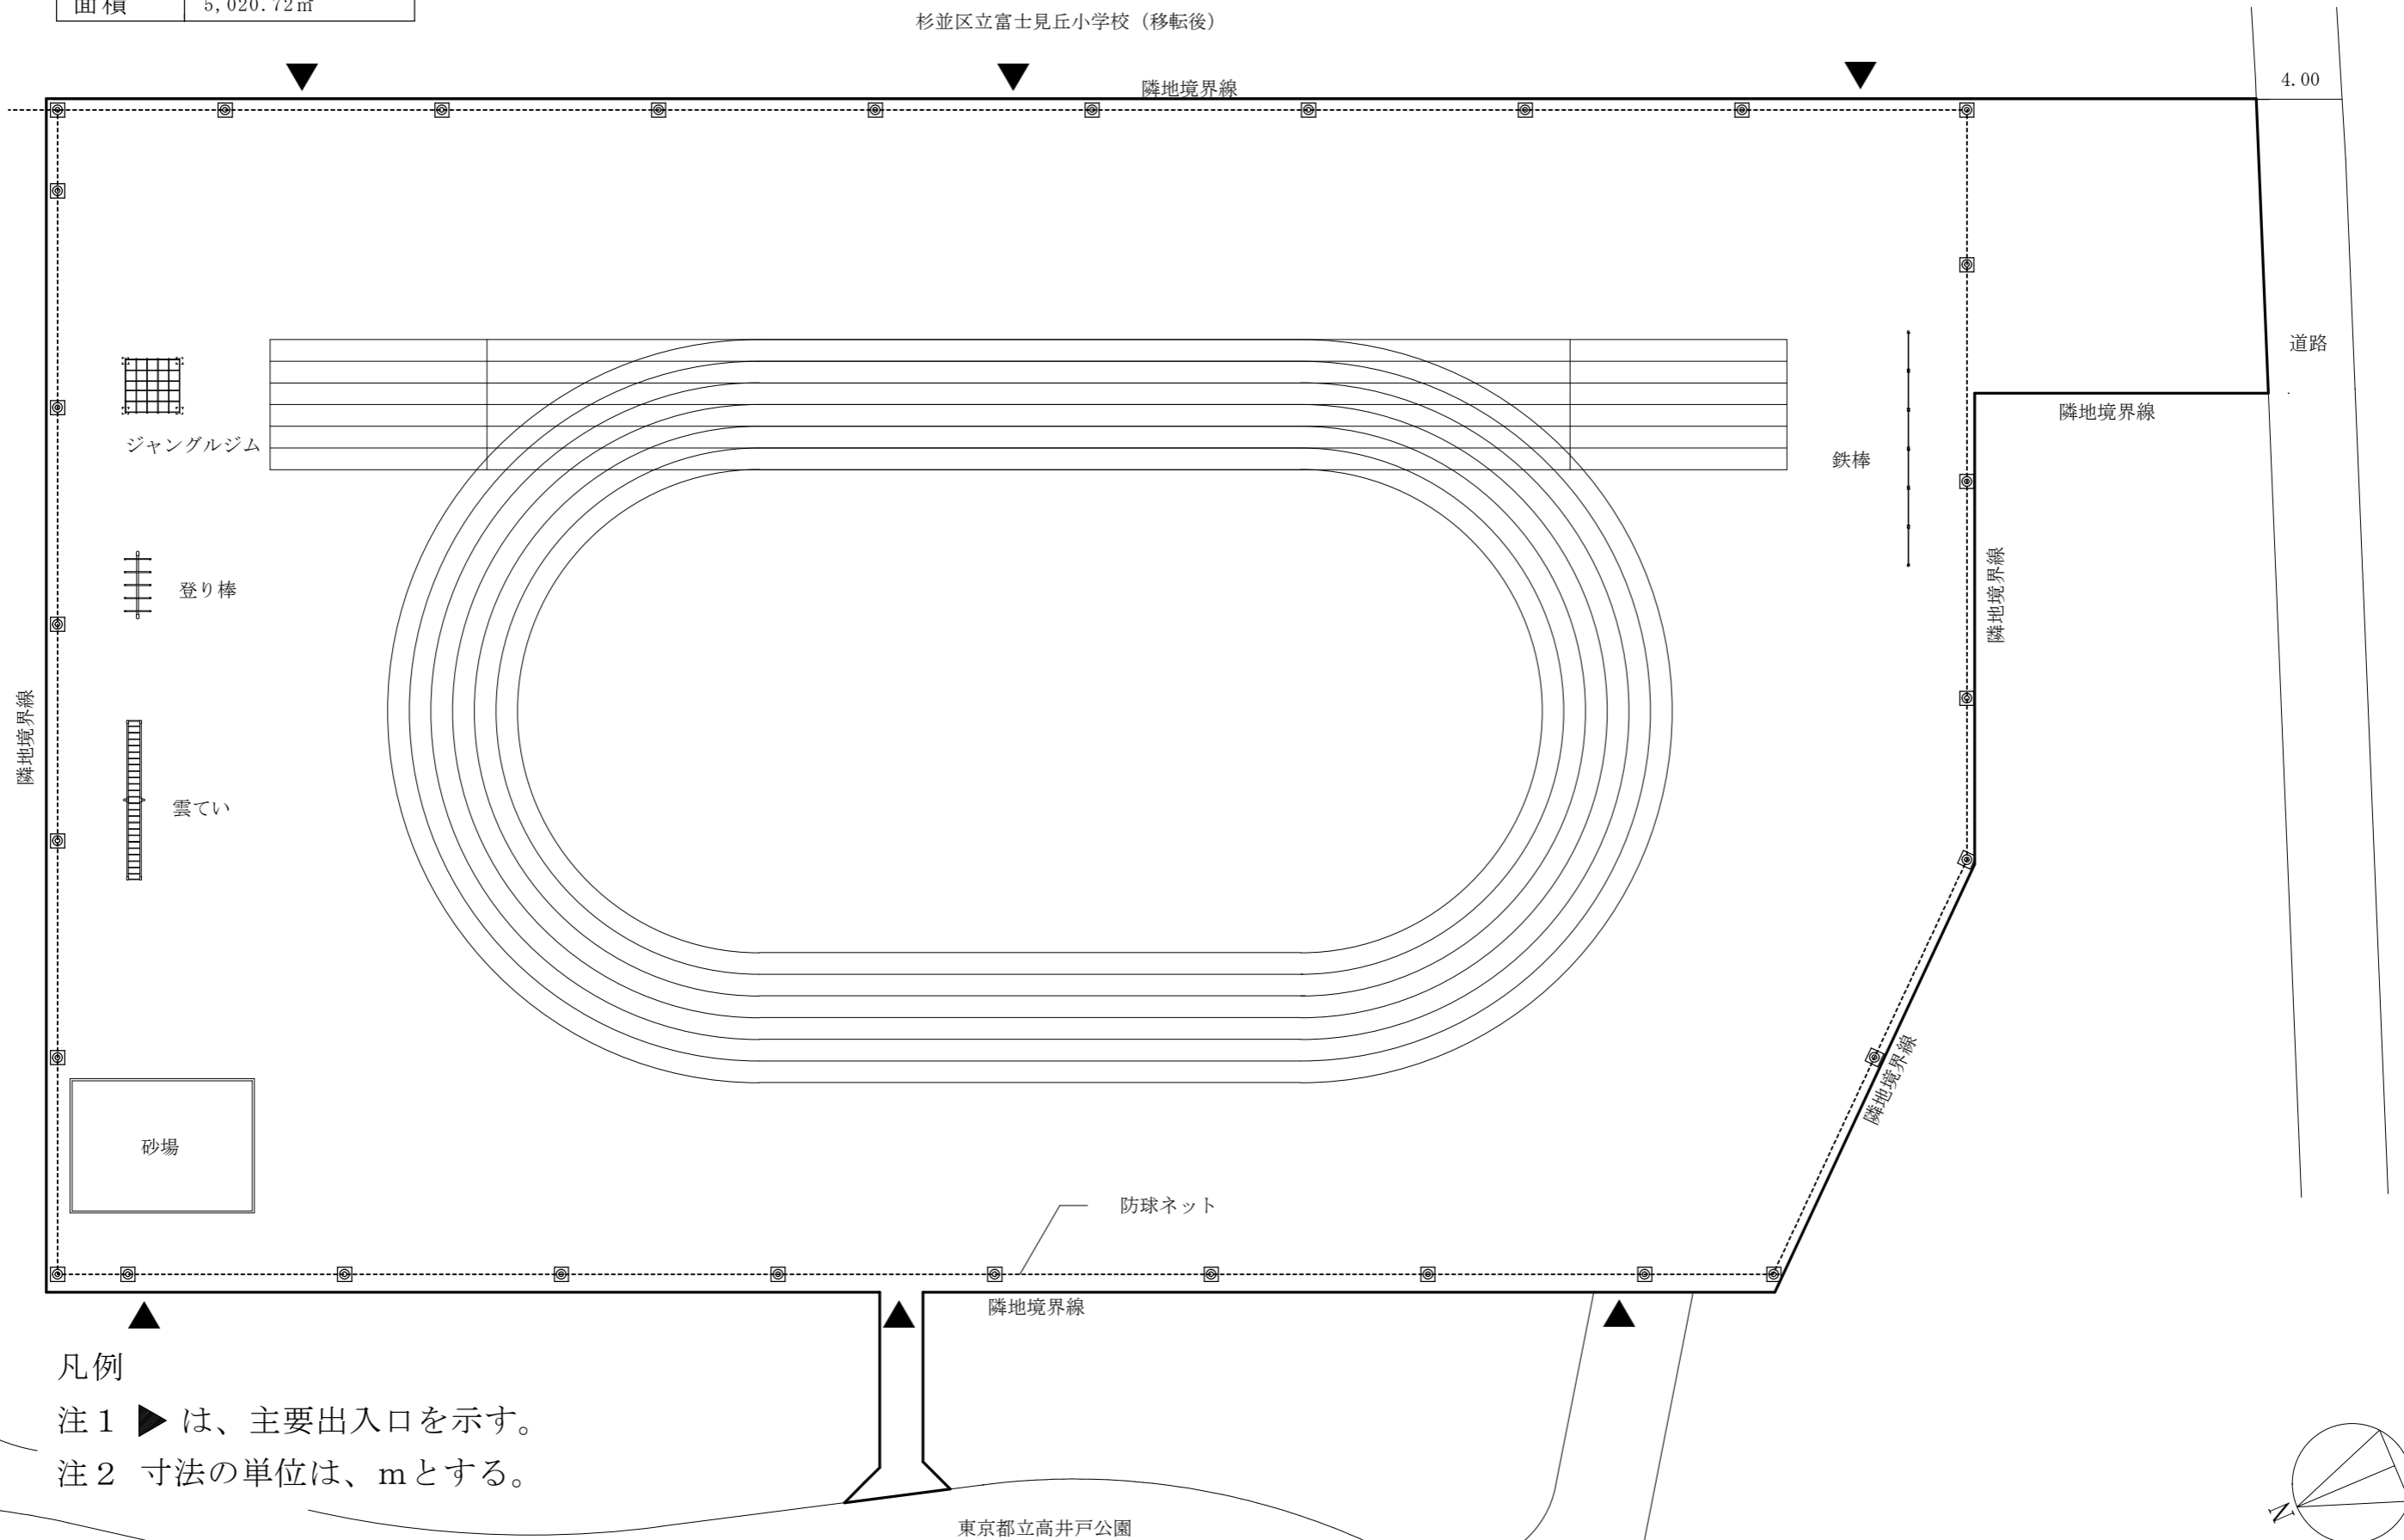 面積 5,020.72㎡
杉並区立富士見丘小学校（移転後）
隣地境界線
4.00
道路
隣地境界線
ジャングルジム
鉄棒
隣地境界線
登り棒
隣地境界線
雲てい
隣地境界線
砂場
防球ネット
隣地境界線
凡例
注１ ▶ は、主要出入口を示す。
注２ 寸法の単位は、ｍとする。
N
東京都立高井戸公園